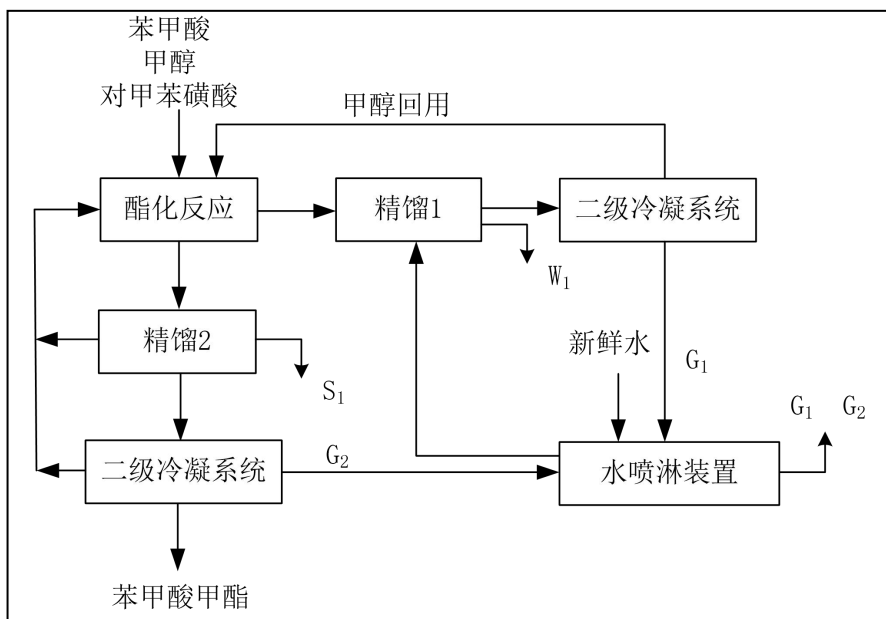 苯甲酸
甲醇
对甲苯磺酸
甲醇回用
酯化反应
精馏1
二级冷凝系统
W₁
精馏2
新鲜水
G₁
S₁
G₁ G₂
二级冷凝系统
G₂
水喷淋装置
苯甲酸甲酯